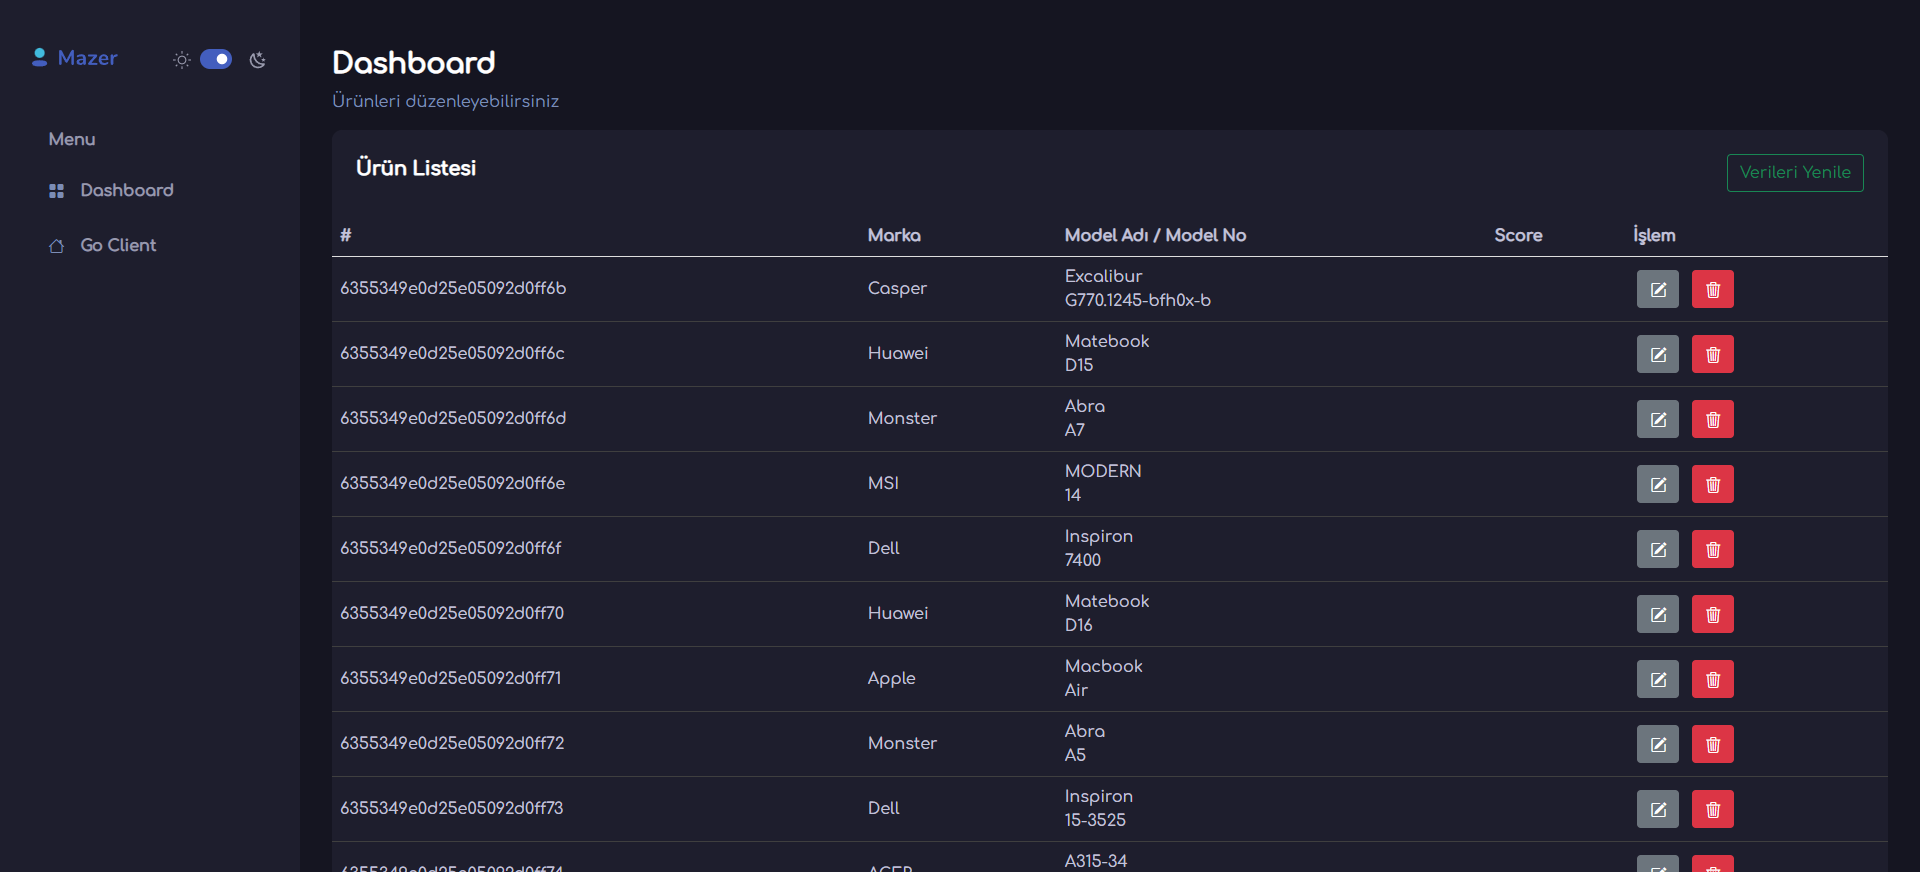 Mazer
Menu
Dashboard
Go Client
Dashboard
Ürünleri düzenleyebilirsiniz
Ürün Listesi
Verileri Yenile
# Marka Model Adı / Model No Score İşlem
6355349e0d25e05092d0ff6b Casper Excalibur
G770.1245-bfh0x-b
6355349e0d25e05092d0ff6c Huawei Matebook
D15
6355349e0d25e05092d0ff6d Monster Abra
A7
6355349e0d25e05092d0ff6e MSI MODERN
14
6355349e0d25e05092d0ff6f Dell Inspiron
7400
6355349e0d25e05092d0ff70 Huawei Matebook
D16
6355349e0d25e05092d0ff71 Apple Macbook
Air
6355349e0d25e05092d0ff72 Monster Abra
A5
6355349e0d25e05092d0ff73 Dell Inspiron
15-3525
6355349e0d25e05092d0ff74 ACER A315-34